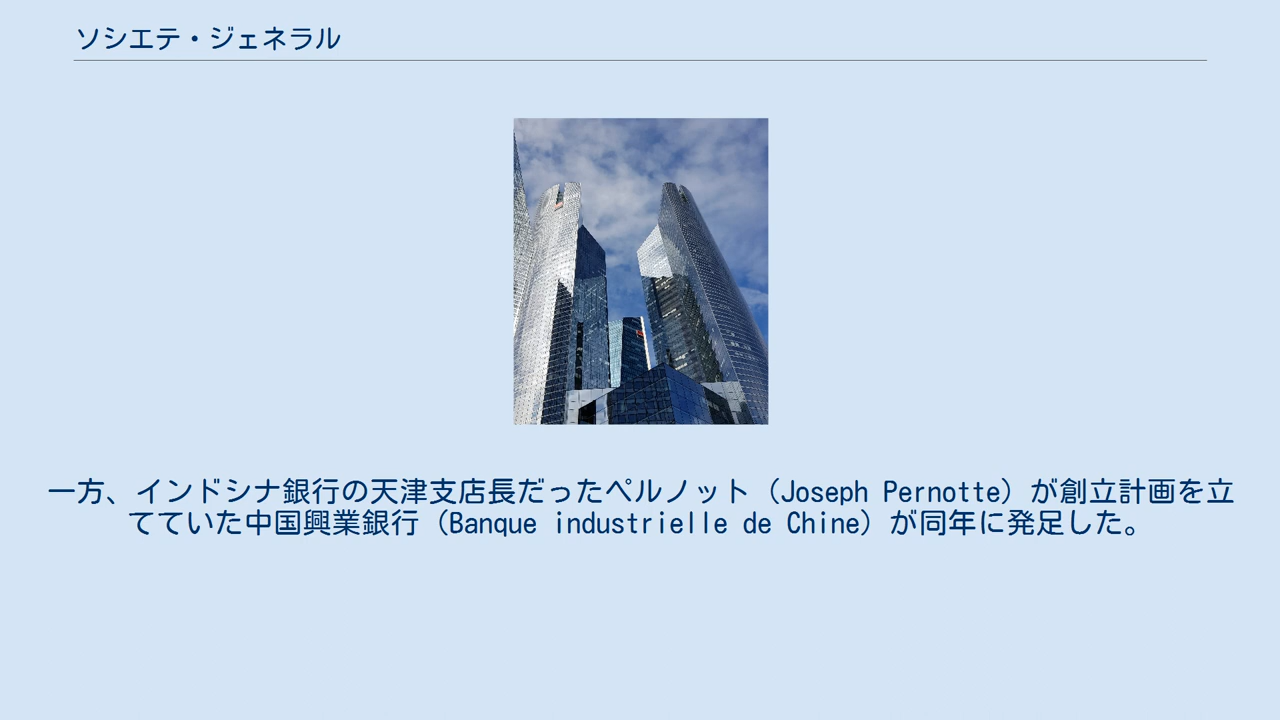 ソシエテ・ジェネラル
一方、インドシナ銀行の天津支店長だったペルノット（Joseph Pernotte）が創立計画を立
てていた中国興業銀行（Banque industrielle de Chine）が同年に発足した。